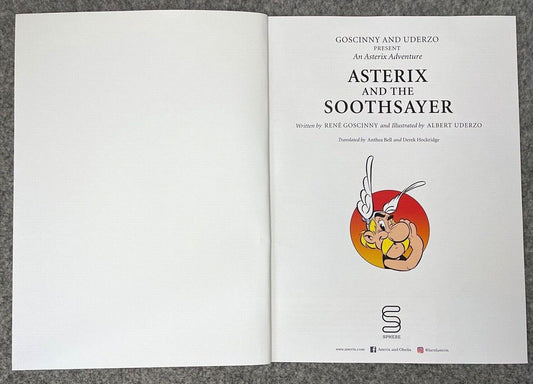 GOSCINNY AND UDERZO
PRESENT
An Asterix Adventure
ASTERIX
AND THE
SOOTHSAYER
Written by RENÉ GOSCINNY and Illustrated by ALBERT UDERZO
Translated by Anthea Bell and Derek Hockridge
SPHERE
www.asterix.com Asterix and Obelix